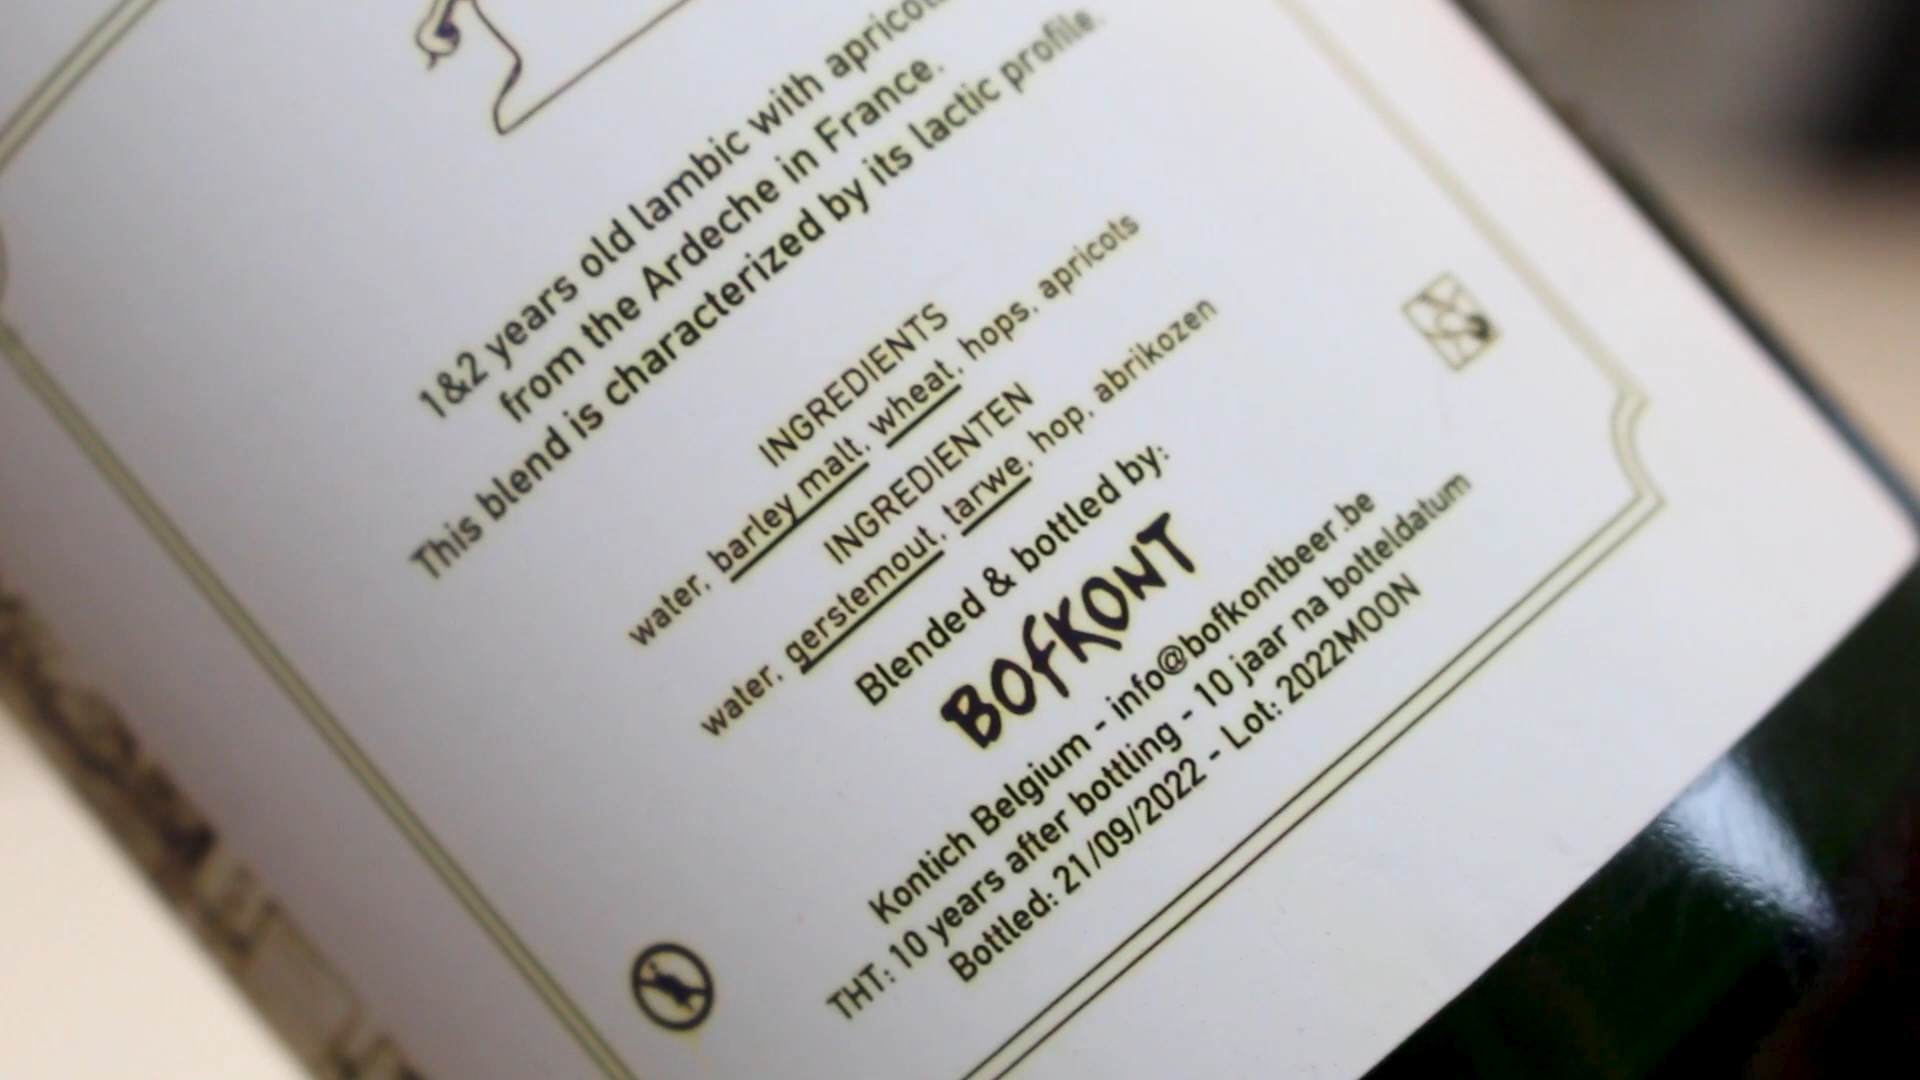 1&2 years old lambic with apricots
from the Ardeche in France.
This blend is characterized by its lactic profile.
INGREDIENTS
water, barley malt, wheat, hops, apricots
INGREDIENTEN
water, gerstemout, tarwe, hop, abrikozen
Blended & bottled by:
BOFKONT
Kontich Belgium - info@bofkontbeer.be
THT: 10 years after bottling - 10 jaar na botteldatum
Bottled: 21/09/2022 - Lot: 2022MOON